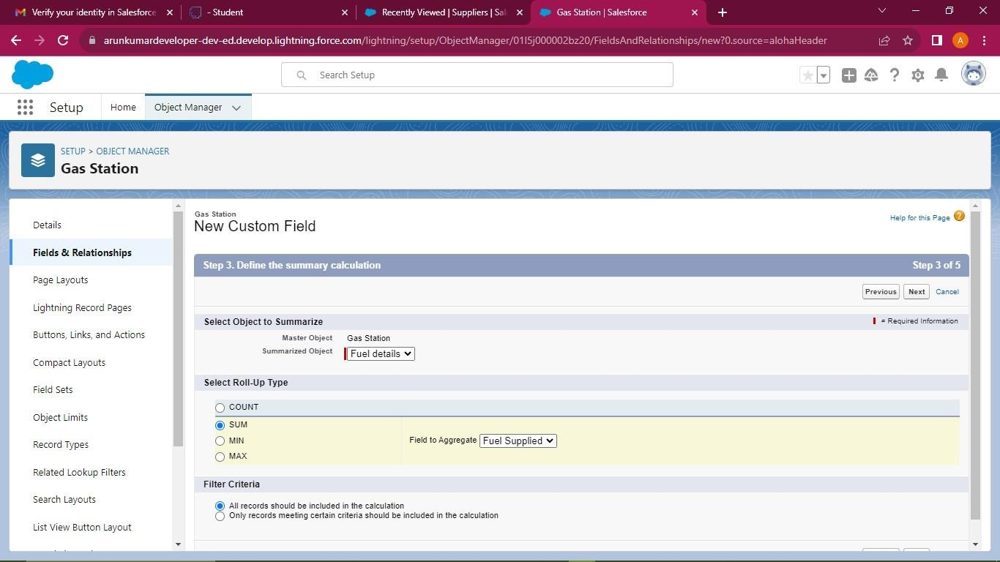 Verify your identity in Salesforce
- Student
Recently Viewed | Suppliers | Sal
Gas Station | Salesforce
arunkumardeveloper-dev-ed.develop.lightning.force.com/lightning/setup/ObjectManager/01I5j000002bz20/FieldsAndRelationships/new?0.source=alohaHeader
A
Search Setup
Setup
Home
Object Manager
SETUP > OBJECT MANAGER
Gas Station
Details
Fields & Relationships
Page Layouts
Lightning Record Pages
Buttons, Links, and Actions
Compact Layouts
Field Sets
Object Limits
Record Types
Related Lookup Filters
Search Layouts
List View Button Layout
Gas Station
New Custom Field
Help for this Page ?
Step 3. Define the summary calculation
Step 3 of 5
Previous Next Cancel
Select Object to Summarize
= Required Information
Master Object Gas Station
Summarized Object Fuel details
Select Roll-Up Type
COUNT
SUM
MIN
MAX
Field to Aggregate Fuel Supplied
Filter Criteria
All records should be included in the calculation
Only records meeting certain criteria should be included in the calculation